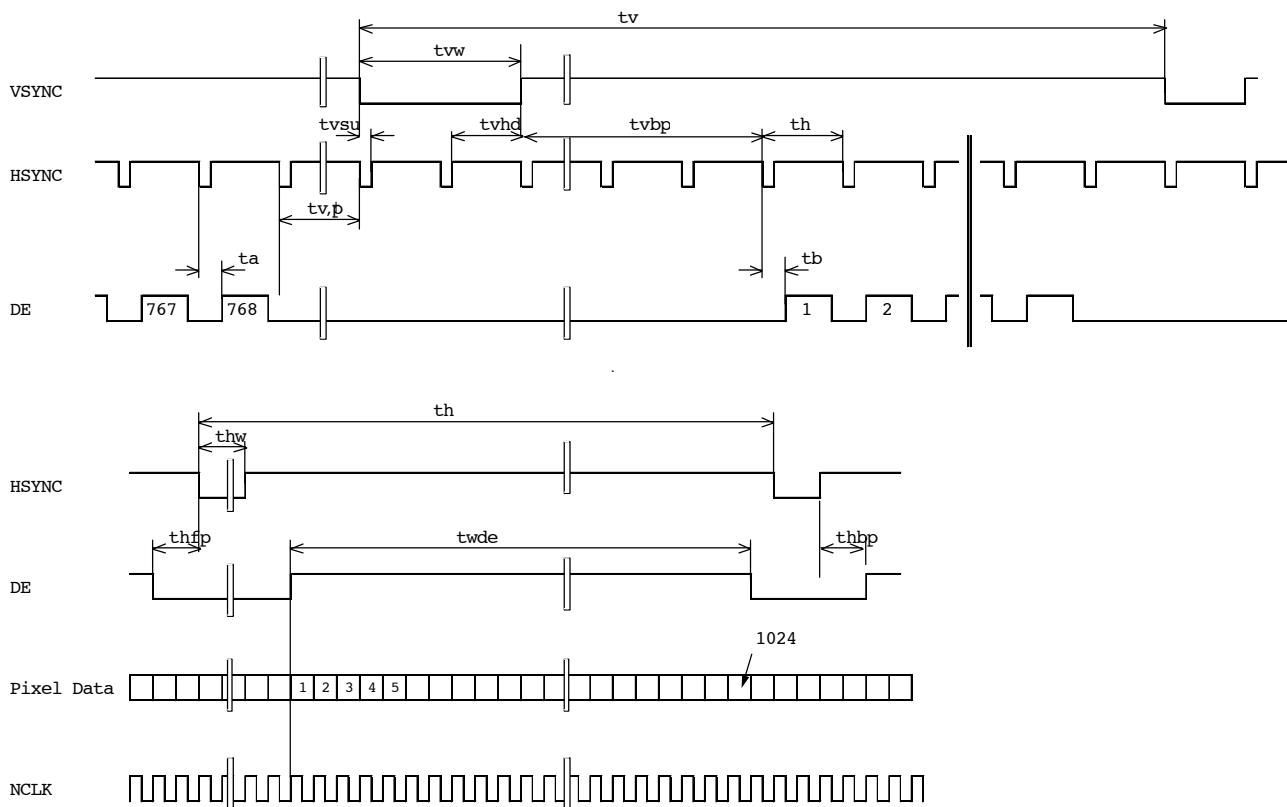 tv
tvw
VSYNC
tvsu
tvhd
tvbp
th
HSYNC
ta
tb
DE
767
768
1
2
th
thw
HSYNC
thfp
twde
thbp
DE
1024
Pixel Data
1 2 3 4 5
NCLK